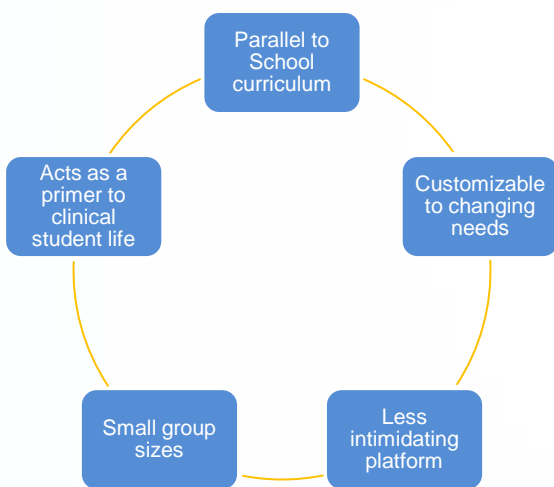 Parallel to
School
curriculum
Customizable
to changing
needs
Less
intimidating
platform
Small group
sizes
Acts as a
primer to
clinical
student life